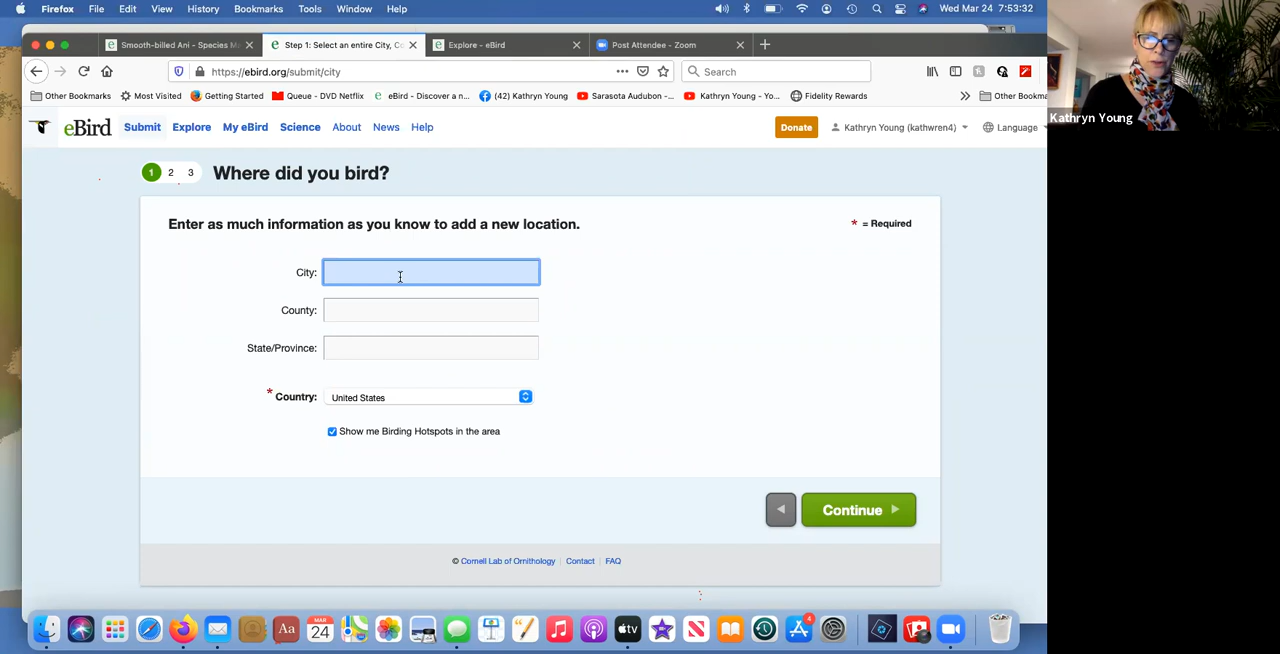 Firefox File Edit View History Bookmarks Tools Window Help Wed Mar 24 7:53:32
Smooth-billed Ani - Species M Step 1: Select an entire City, Co Explore - eBird Post Attendee - Zoom
https://ebird.org/submit/city Search
Other Bookmarks Most Visited Getting Started Queue - DVD Netflix eBird - Discover a n... (42) Kathryn Young Sarasota Audubon -... Kathryn Young - Yo... Fidelity Rewards Other Bookma
eBird Submit Explore My eBird Science About News Help Donate Kathryn Young (kathwren4) Language
Kathryn Young
1 2 3 Where did you bird?
Enter as much information as you know to add a new location. * = Required
City:
County:
State/Province:
* Country: United States
Show me Birding Hotspots in the area
Continue
© Cornell Lab of Ornithology | Contact | FAQ
MAR
24
Aa
tv
4